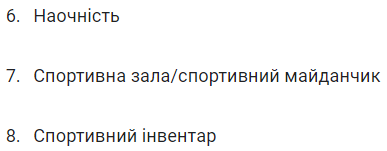 6. Наочність
7. Спортивна зала/спортивний майданчик
8. Спортивний інвентар